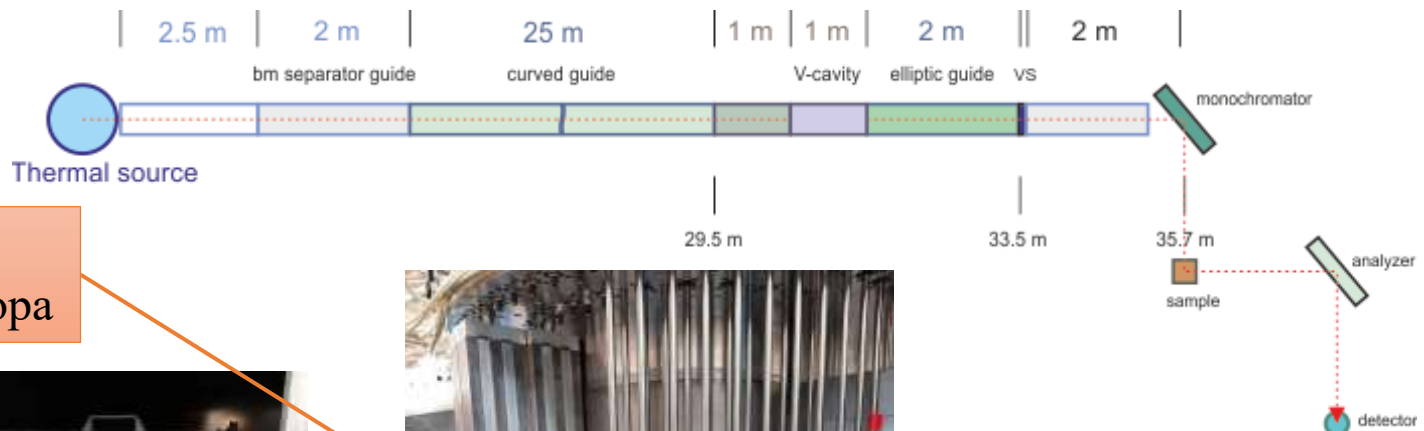 2.5 m 2 m 25 m 1 m 1 m 2 m 2 m
bm separator guide curved guide V-cavity elliptic guide VS
monochromator
Thermal source
29.5 m 33.5 m 35.7 m
analyzer
sample
detector